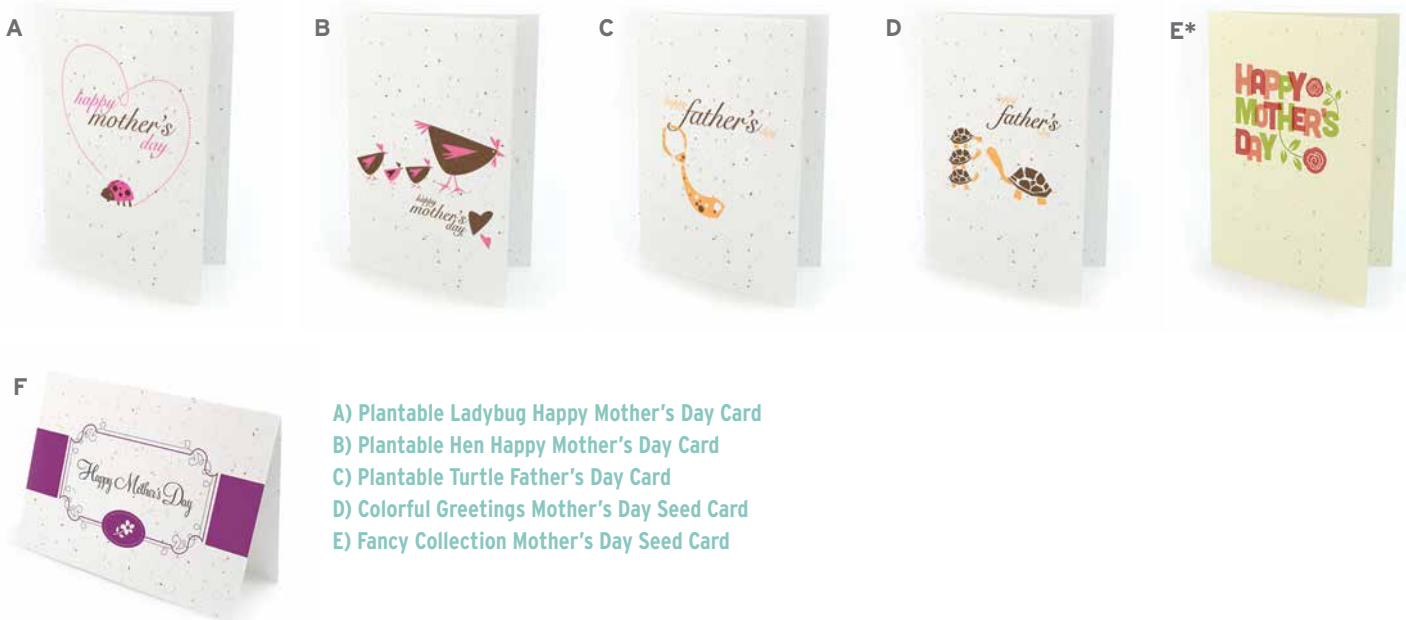 A
B
C
D
E*
happy
mother's
day
happy
mother's
day
father's
father's
HAPPY
MOTHER'S
DAY
F
Happy Mother's Day
A) Plantable Ladybug Happy Mother's Day Card
B) Plantable Hen Happy Mother's Day Card
C) Plantable Turtle Father's Day Card
D) Colorful Greetings Mother's Day Seed Card
E) Fancy Collection Mother's Day Seed Card